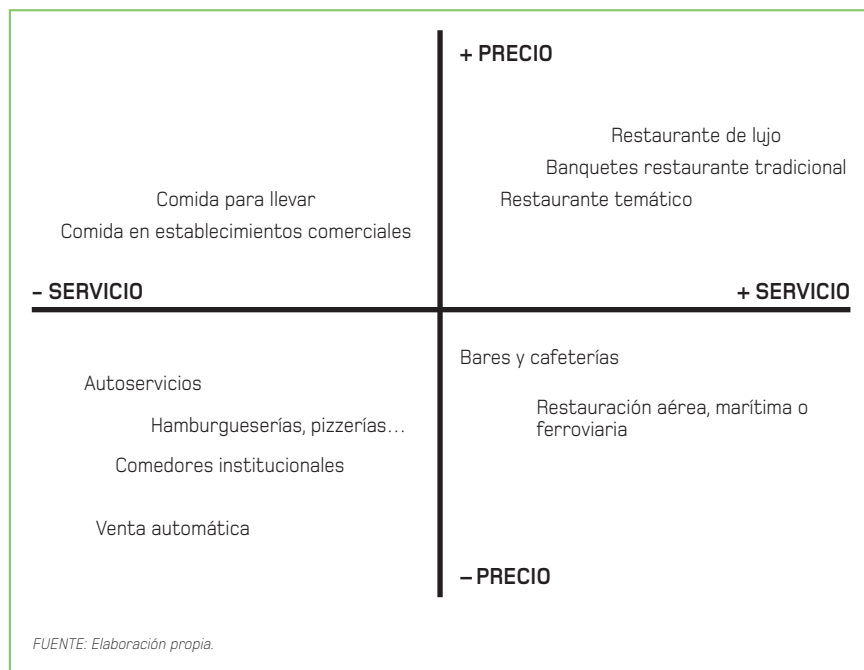 + PRECIO
Restaurante de lujo
Banquetes restaurante tradicional
Comida para llevar
Restaurante temático
Comida en establecimientos comerciales
– SERVICIO
+ SERVICIO
Bares y cafeterías
Autoservicios
Restauración aérea, marítima o
ferroviaria
Hamburgueserías, pizzerías…
Comedores institucionales
Venta automática
– PRECIO
FUENTE: Elaboración propia.